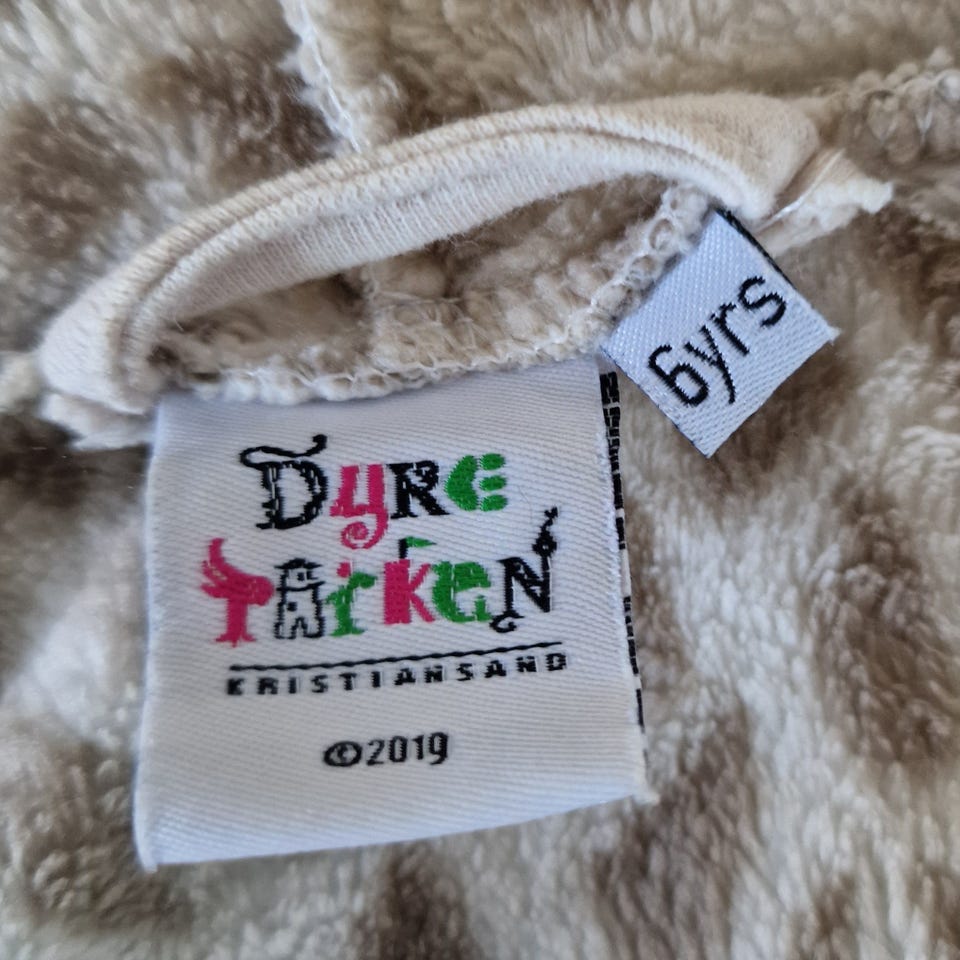 DyRe
PARKEN
KRISTIANSAND
©2019
6yrs